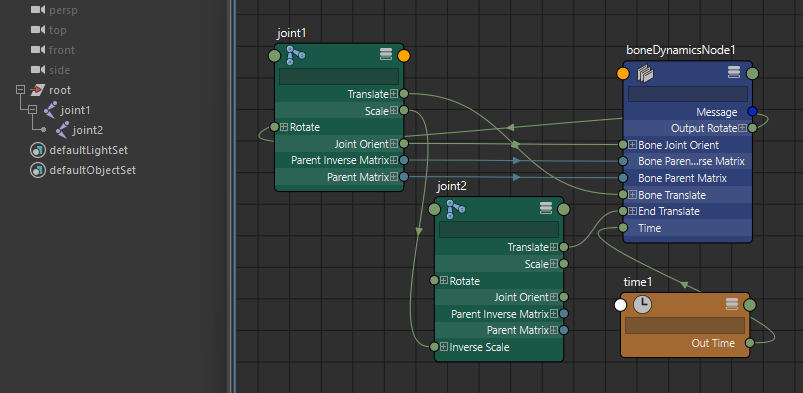 persp
top
front
side
root
joint1
joint2
defaultLightSet
defaultObjectSet
joint1
Translate
Scale
Rotate
Joint Orient
Parent Inverse Matrix
Parent Matrix
joint2
Translate
Scale
Rotate
Joint Orient
Parent Inverse Matrix
Parent Matrix
Inverse Scale
boneDynamicsNode1
Message
Output Rotate
Bone Joint Orient
Bone Paren...rse Matrix
Bone Parent Matrix
Bone Translate
End Translate
Time
time1
Out Time